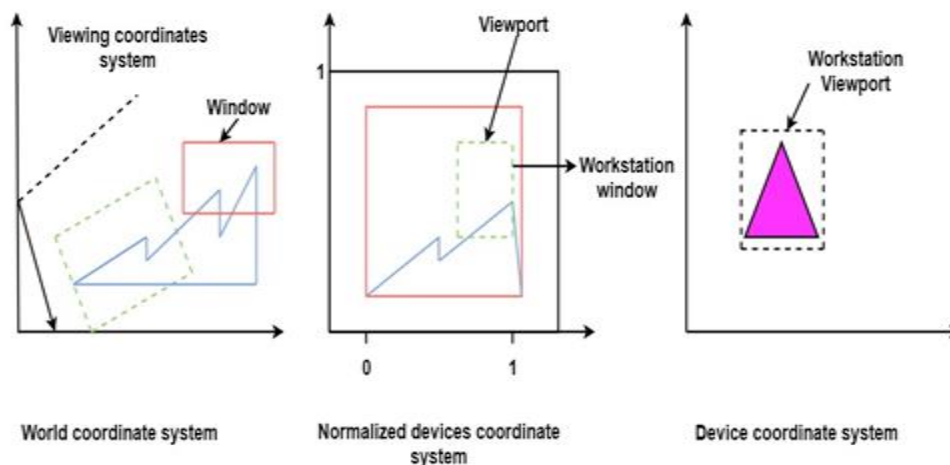 Viewing coordinates
system
Window
World coordinate system
Viewport
1
Workstation
window
0
1
Normalized devices coordinate
system
Workstation
Viewport
Device coordinate system